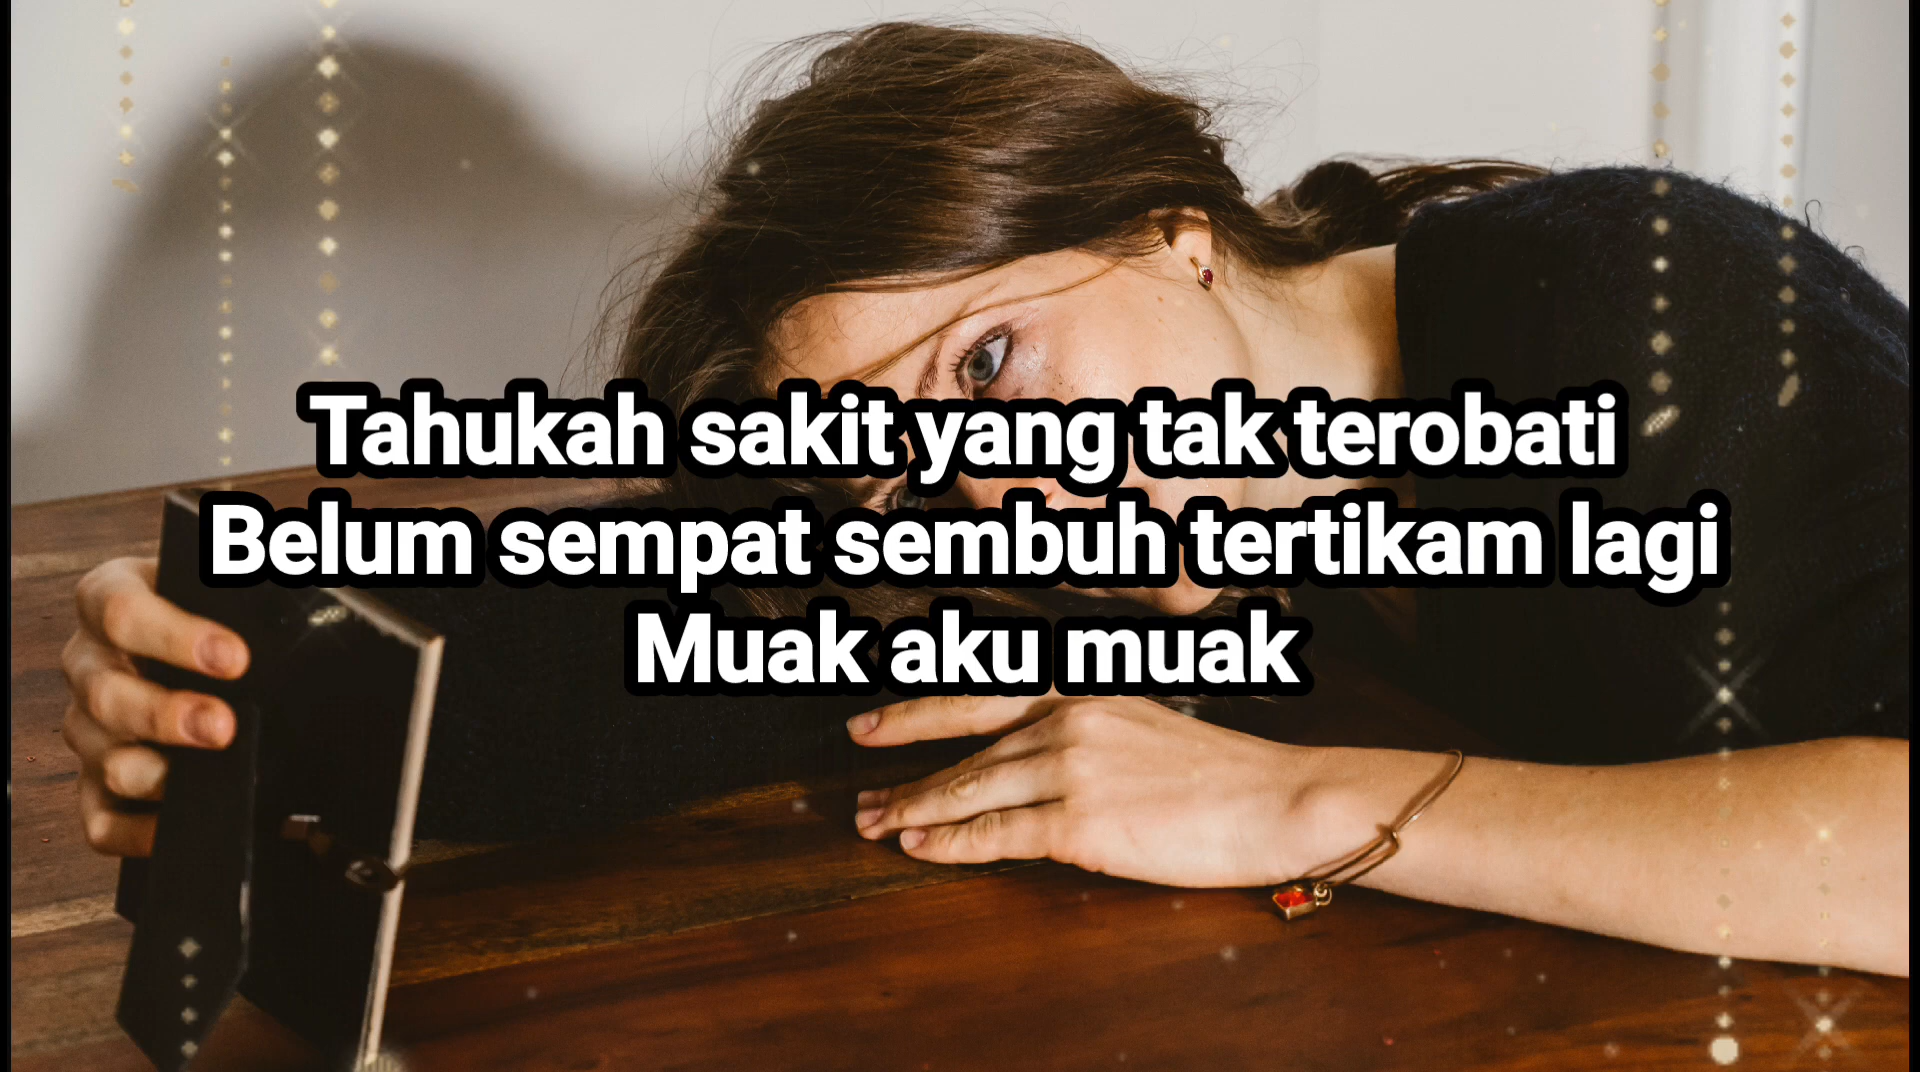 Tahukah sakit yang tak terobati
Belum sempat sembuh tertikam lagi
Muak aku muak